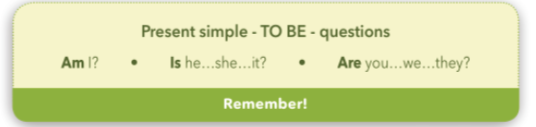 Present simple - TO BE - questions
Am I? • Is he...she...it? • Are you...we...they?
Remember!